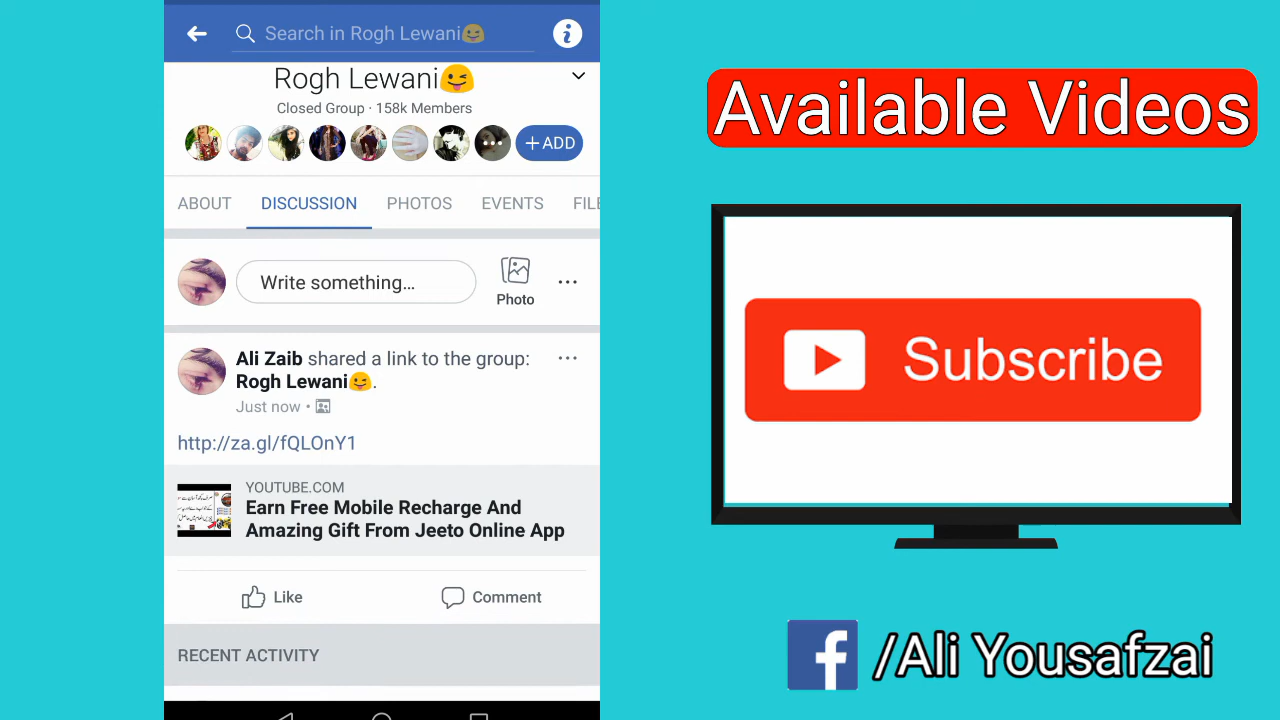 Search in Rogh Lewani😜
Rogh Lewani😜
Closed Group · 158k Members
+ ADD
ABOUT DISCUSSION PHOTOS EVENTS FILE
Write something...
Photo
Ali Zaib shared a link to the group:
Rogh Lewani😜.
Just now •
http://za.gl/fQLOnY1
YOUTUBE.COM
Earn Free Mobile Recharge And
Amazing Gift From Jeeto Online App
Like Comment
RECENT ACTIVITY
Available Videos
Subscribe
f /Ali Yousafzai